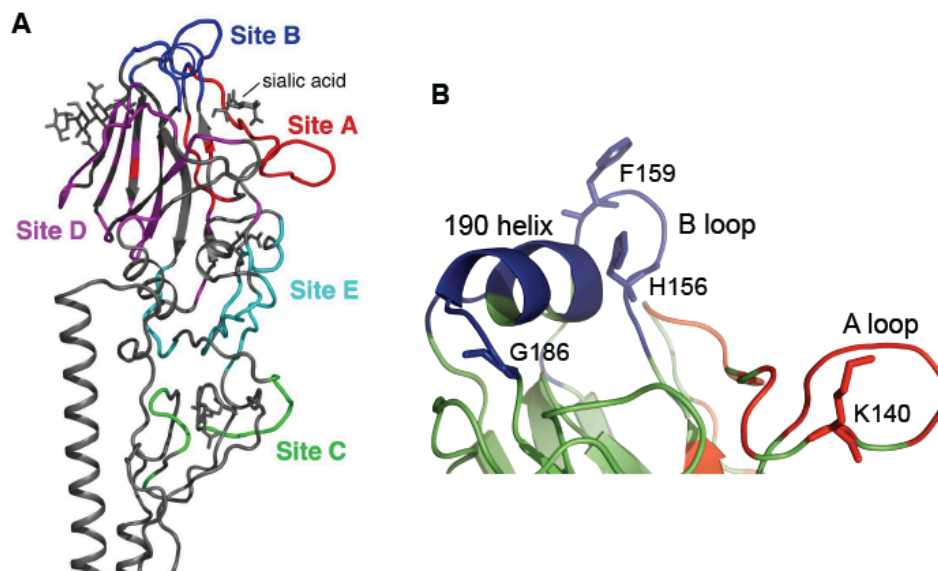 A
Site B
sialic acid
Site A
Site D
Site E
Site C
B
F159
190 helix
B loop
H156
G186
A loop
K140